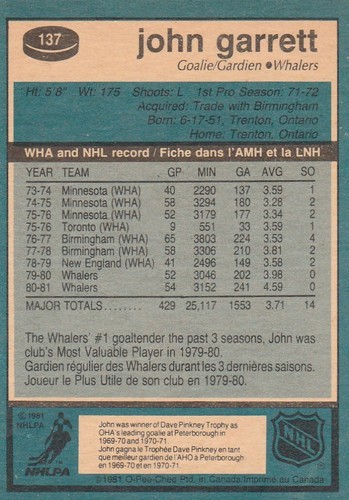 137
john garrett
Goalie/Gardien • Whalers
Ht: 5'8" Wt: 175 Shoots: L 1st Pro Season: 71-72
Acquired: Trade with Birmingham
Born: 6-17-51, Trenton, Ontario
Home: Trenton, Ontario
WHA and NHL record / Fiche dans l'AMH et la LNH
YEAR TEAM GP MIN GA AVG SO
73-74 Minnesota (WHA) 40 2290 137 3.59 1
74-75 Minnesota (WHA) 58 3294 180 3.28 2
75-76 Minnesota (WHA) 52 3179 177 3.34 2
75-76 Toronto (WHA) 9 551 33 3.59 1
76-77 Birmingham (WHA) 65 3803 224 3.53 4
77-78 Birmingham (WHA) 58 3306 210 3.81 2
78-79 New England (WHA) 41 2496 149 3.58 2
79-80 Whalers 52 3046 202 3.98 0
80-81 Whalers 54 3152 241 4.59 0
MAJOR TOTALS........ 429 25,117 1553 3.71 14
The Whalers' #1 goaltender the past 3 seasons, John was
club's Most Valuable Player in 1979-80.
Gardien régulier des Whalers durant les 3 dernières saisons.
Joueur le Plus Utile de son club en 1979-80.
© 1981
NHLPA
NHLPA
John was winner of Dave Pinkney Trophy as
OHA's leading goalie at Peterborough in
1969-70 and 1970-71.
John gagna le Trophée Dave Pinkney en tant
que meilleur gardien de l'AHO à Peterborough
en 1969-70 et en 1970-71.
NHL
© 1981 O-Pee-Chee Ptd. in Canada Imprimé au Canada